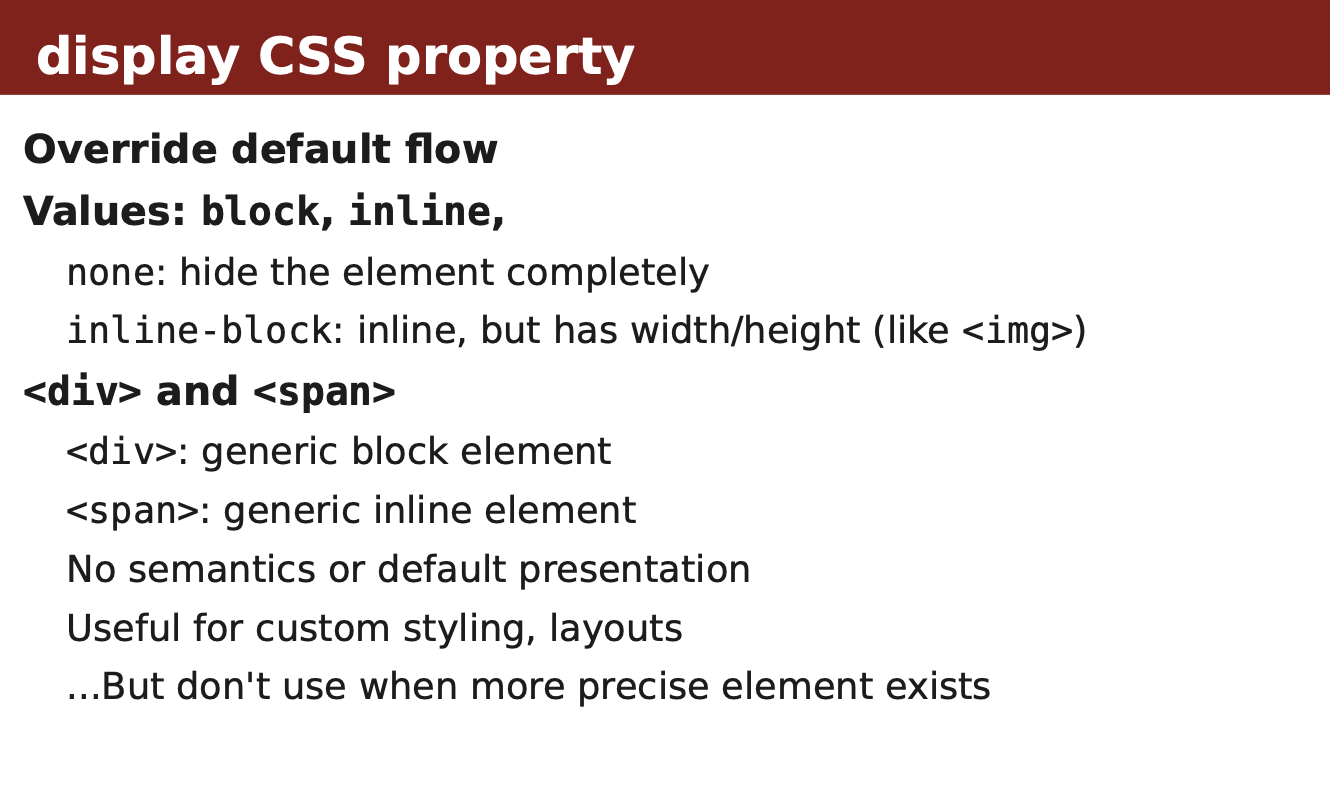 display CSS property
Override default flow
Values: block, inline,
none: hide the element completely
inline-block: inline, but has width/height (like <img>)
<div> and <span>
<div>: generic block element
<span>: generic inline element
No semantics or default presentation
Useful for custom styling, layouts
...But don't use when more precise element exists